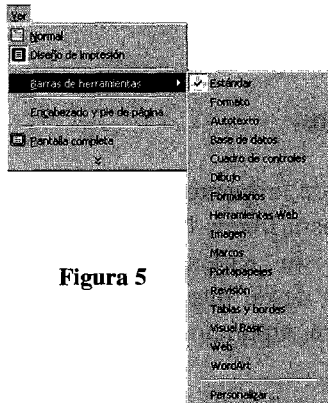 Ver
Normal
Diseño de impresión
Barras de herramientas
Encabezado y pie de página
Pantalla completa
Estándar
Formato
Autotexto
Base de datos
Cuadro de controles
Dibujo
Formularios
Herramientas Web
Imagen
Marcos
Portapapeles
Revisión
Tablas y bordes
Visual Basic
Web
WordArt
Personalizar...
Figura 5